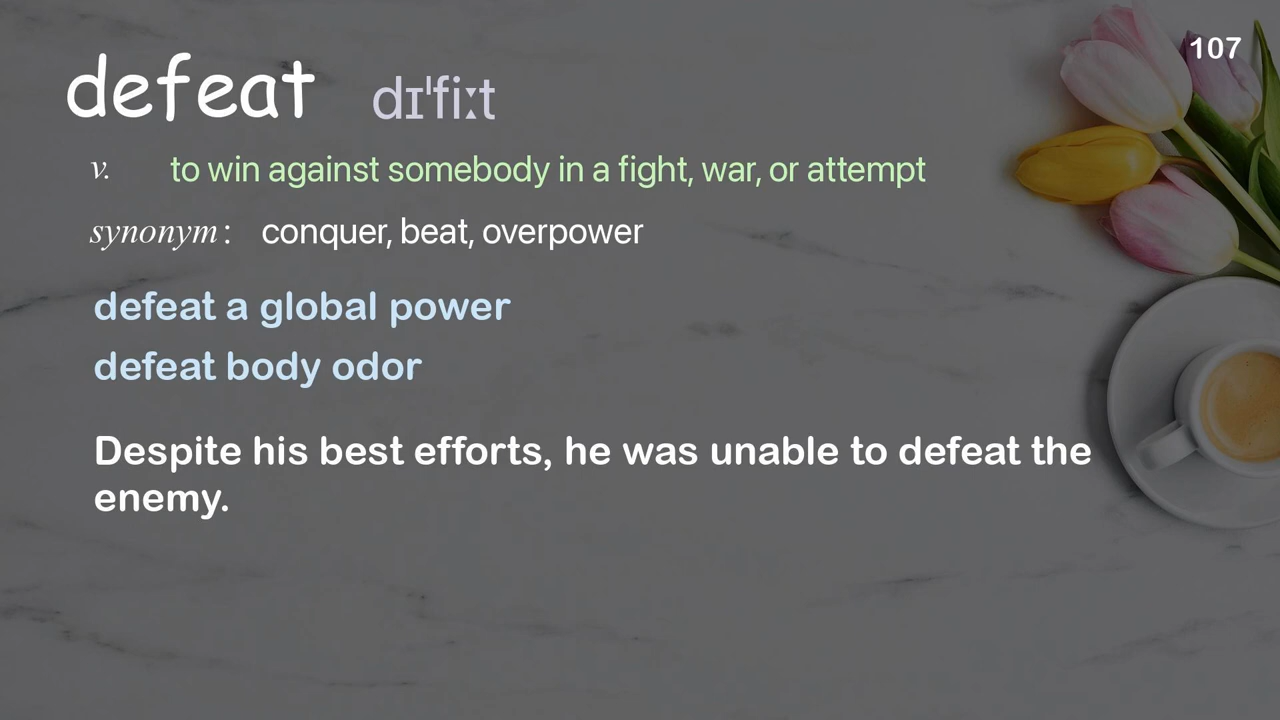 107
defeat dɪˈfiːt
v. to win against somebody in a fight, war, or attempt
synonym: conquer, beat, overpower
defeat a global power
defeat body odor
Despite his best efforts, he was unable to defeat the
enemy.